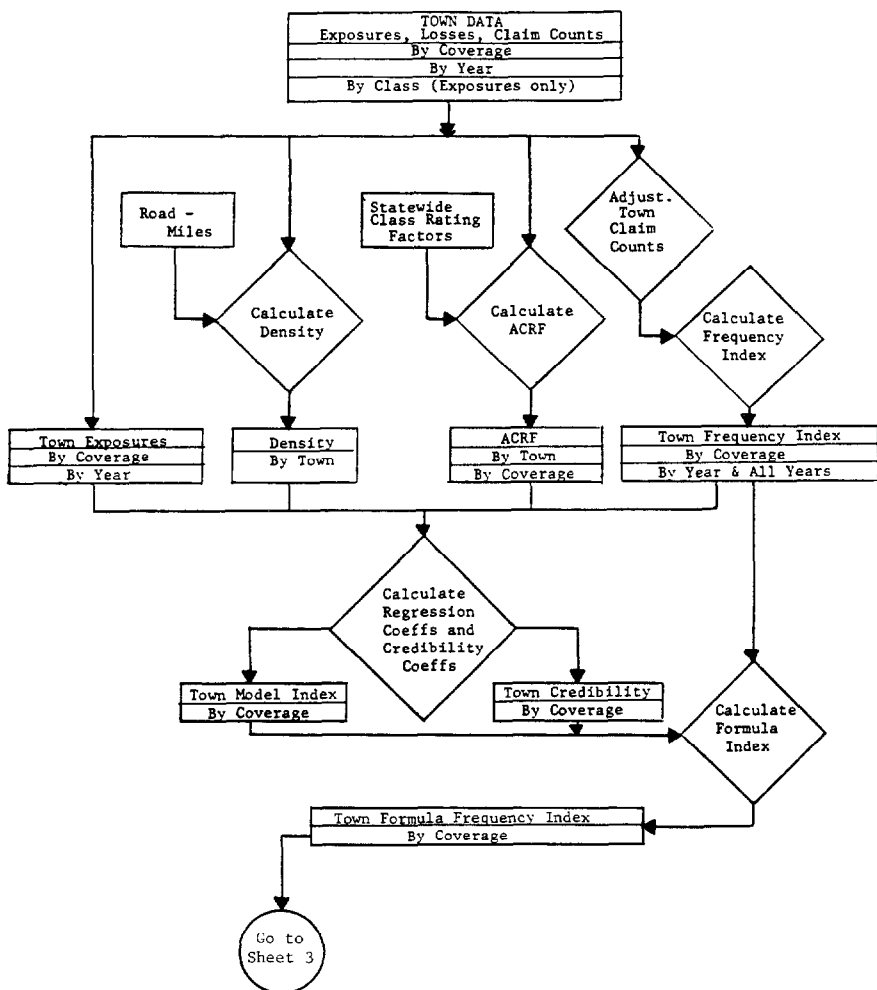 TOWN DATA
Exposures, Losses, Claim Counts
By Coverage
By Year
By Class (Exposures only)
Road -
Miles
Statewide
Class Rating
Factors
Adjust.
Town
Claim
Counts
Calculate
Density
Calculate
ACRF
Calculate
Frequency
Index
Town Exposures
By Coverage
By Year
Density
By Town
ACRF
By Town
By Coverage
Town Frequency Index
By Coverage
By Year & All Years
Calculate
Regression
Coeffs and
Credibility
Coeffs
Town Model Index
By Coverage
Town Credibility
By Coverage
Calculate
Formula
Index
Town Formula Frequency Index
By Coverage
Go to
Sheet 3